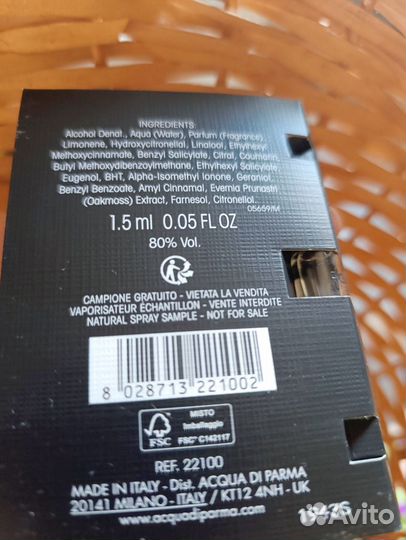 INGREDIENTS:
Alcohol Denat., Aqua (Water), Parfum (Fragrance),
Limonene, Hydroxycitronellal, Linalool, Ethylhexyl
Methoxycinnamate, Benzyl Salicylate, Citral, Coumarin,
Butyl Methoxydibenzoylmethane, Ethylhexyl Salicylate,
Eugenol, BHT, Alpha-Isomethyl Ionone, Geraniol,
Benzyl Benzoate, Amyl Cinnamal, Evernia Prunastri
(Oakmoss) Extract, Farnesol, Citronellol.
05659/M
1.5 ml 0.05 FL OZ
80% Vol.
CAMPIONE GRATUITO - VIETATA LA VENDITA
VAPORISATEUR ÉCHANTILLON - VENTE INTERDITE
NATURAL SPRAY SAMPLE - NOT FOR SALE
8 028713 221002
FSC
MISTO
Imballaggio
FSC® C142117
REF. 22100
MADE IN ITALY - Dist. ACQUA DI PARMA
20141 MILANO - ITALY / KT12 4NH - UK
www.acquadiparma.com
Avito